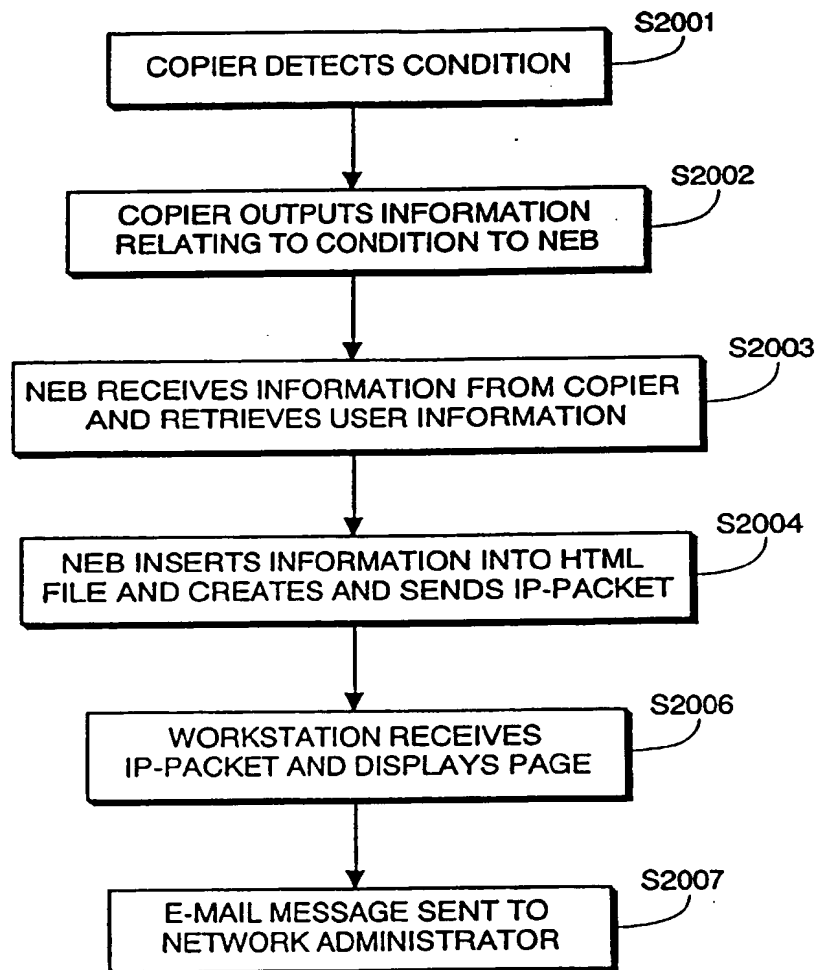 S2001
COPIER DETECTS CONDITION
S2002
COPIER OUTPUTS INFORMATION
RELATING TO CONDITION TO NEB
S2003
NEB RECEIVES INFORMATION FROM COPIER
AND RETRIEVES USER INFORMATION
S2004
NEB INSERTS INFORMATION INTO HTML
FILE AND CREATES AND SENDS IP-PACKET
S2006
WORKSTATION RECEIVES
IP-PACKET AND DISPLAYS PAGE
S2007
E-MAIL MESSAGE SENT TO
NETWORK ADMINISTRATOR